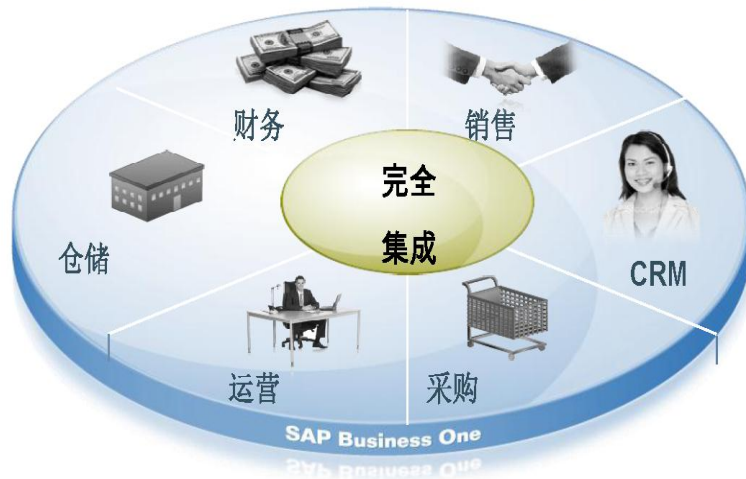 财务
销售
完全
集成
仓储
CRM
运营
采购
SAP Business One